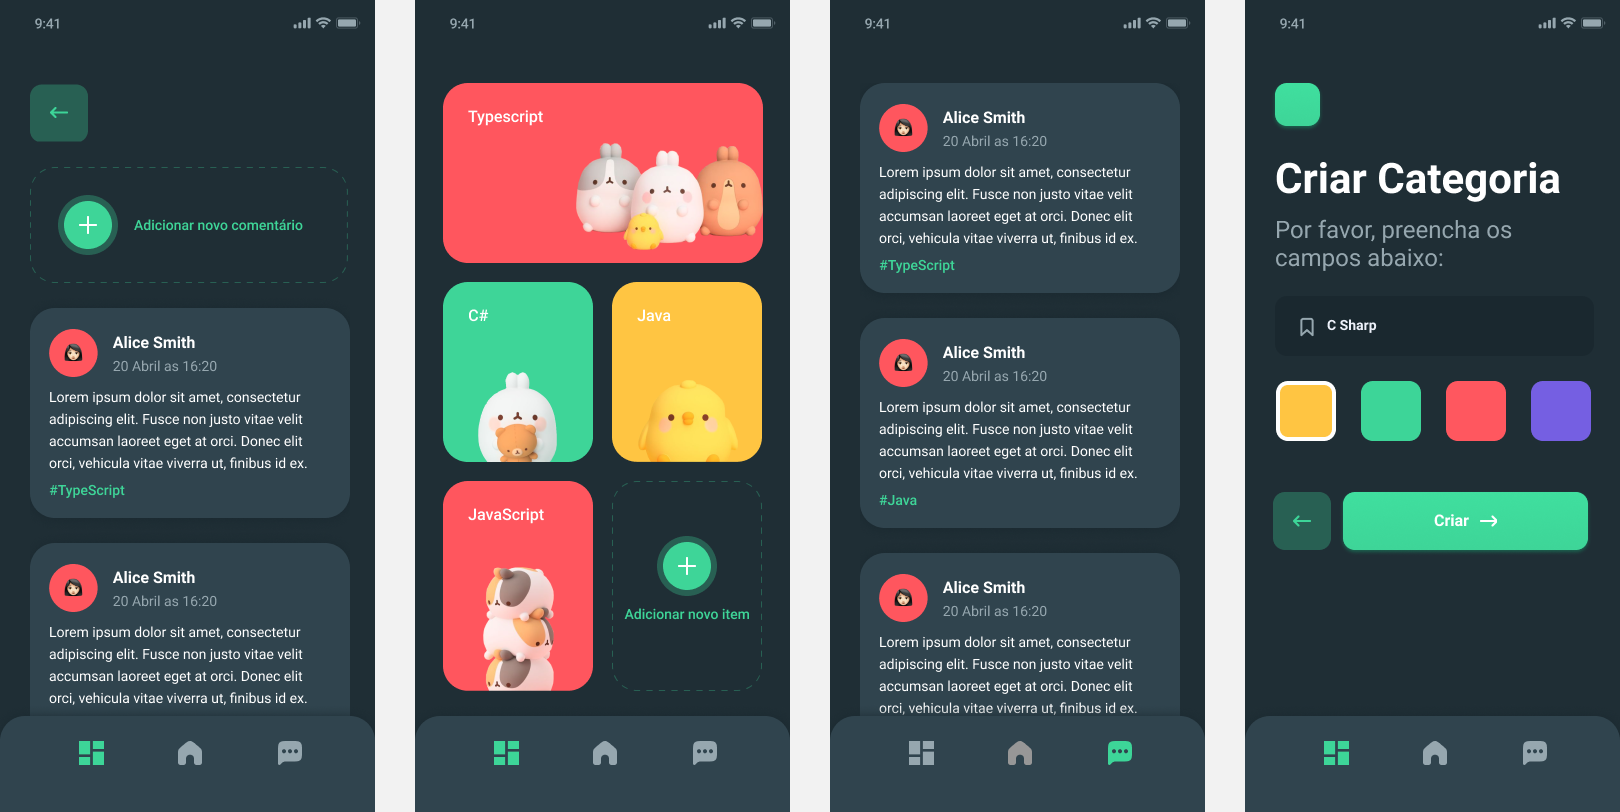 9:41
Adicionar novo comentário
Alice Smith
20 Abril as 16:20
Lorem ipsum dolor sit amet, consectetur
adipiscing elit. Fusce non justo vitae velit
accumsan laoreet eget at orci. Donec elit
orci, vehicula vitae viverra ut, finibus id ex.
#TypeScript
Alice Smith
20 Abril as 16:20
Lorem ipsum dolor sit amet, consectetur
adipiscing elit. Fusce non justo vitae velit
accumsan laoreet eget at orci. Donec elit
orci, vehicula vitae viverra ut, finibus id ex.
9:41
Typescript
C#
Java
JavaScript
Adicionar novo item
9:41
Alice Smith
20 Abril as 16:20
Lorem ipsum dolor sit amet, consectetur
adipiscing elit. Fusce non justo vitae velit
accumsan laoreet eget at orci. Donec elit
orci, vehicula vitae viverra ut, finibus id ex.
#TypeScript
Alice Smith
20 Abril as 16:20
Lorem ipsum dolor sit amet, consectetur
adipiscing elit. Fusce non justo vitae velit
accumsan laoreet eget at orci. Donec elit
orci, vehicula vitae viverra ut, finibus id ex.
#Java
Alice Smith
20 Abril as 16:20
Lorem ipsum dolor sit amet, consectetur
adipiscing elit. Fusce non justo vitae velit
accumsan laoreet eget at orci. Donec elit
orci, vehicula vitae viverra ut, finibus id ex.
9:41
Criar Categoria
Por favor, preencha os
campos abaixo:
C Sharp
Criar